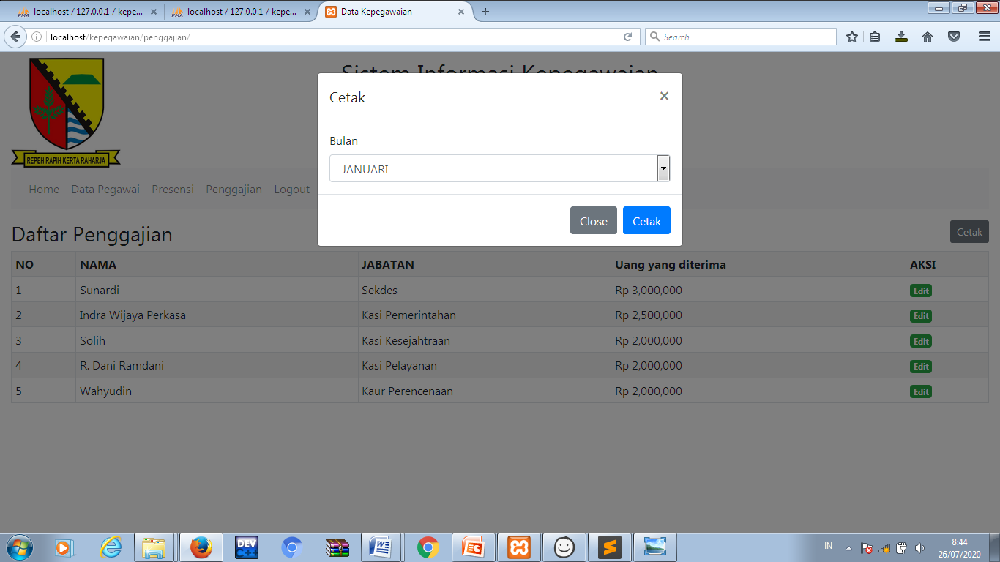 localhost / 127.0.0.1 / kepe...
localhost / 127.0.0.1 / kepe...
Data Kepegawaian
localhost/kepegawaian/penggajian/
Search
Sistem Informasi Kepegawaian
REPEH RAPIH KERTA RAHARJA
Cetak
×
Bulan
JANUARI
Close Cetak
Home Data Pegawai Presensi Penggajian Logout
Daftar Penggajian
Cetak
NO NAMA JABATAN Uang yang diterima AKSI
1 Sunardi Sekdes Rp 3,000,000 Edit
2 Indra Wijaya Perkasa Kasi Pemerintahan Rp 2,500,000 Edit
3 Solih Kasi Kesejahtraan Rp 2,000,000 Edit
4 R. Dani Ramdani Kasi Pelayanan Rp 2,000,000 Edit
5 Wahyudin Kaur Perencenaan Rp 2,000,000 Edit
DEV C++
IN
8:44
26/07/2020